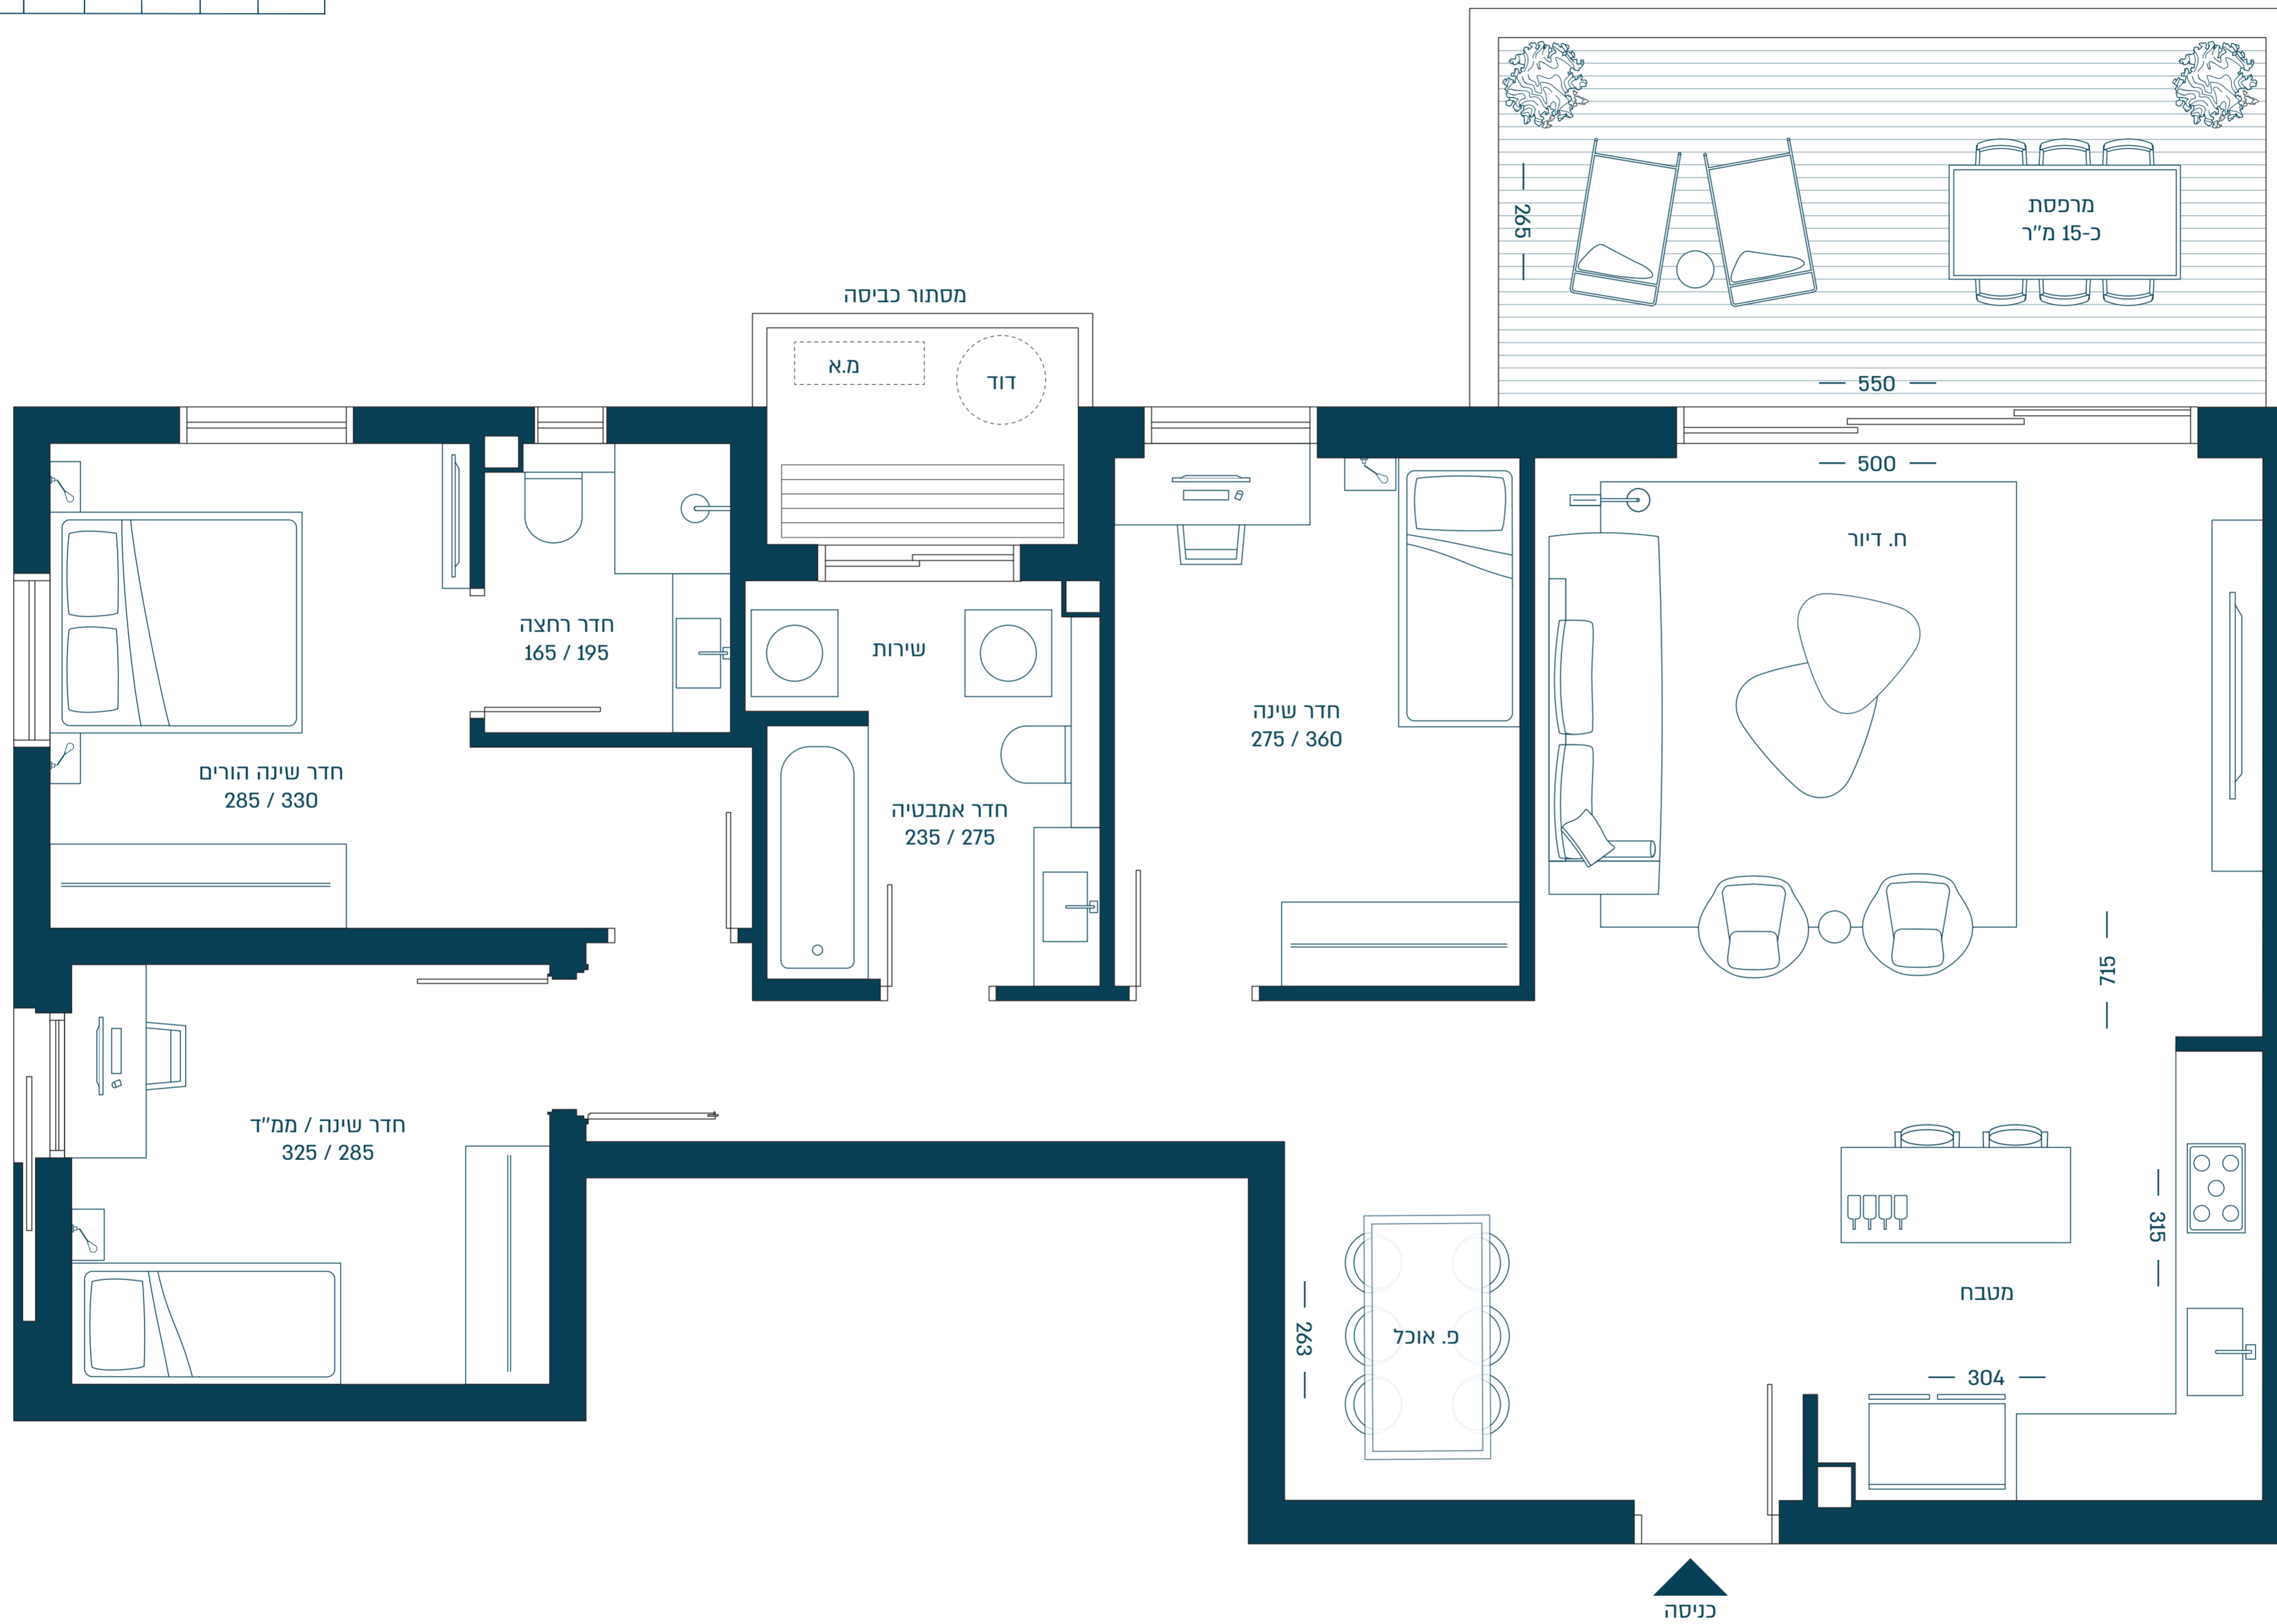 מרפסת
כ-15 מ"ר
265
550
מסתור כביסה
מ.א
דוד
500
ח. דיור
חדר רחצה
165 / 195
שירות
חדר שינה
275 / 360
חדר שינה הורים
285 / 330
חדר אמבטיה
235 / 275
715
חדר שינה / ממ"ד
325 / 285
315
מטבח
263
פ. אוכל
304
כניסה